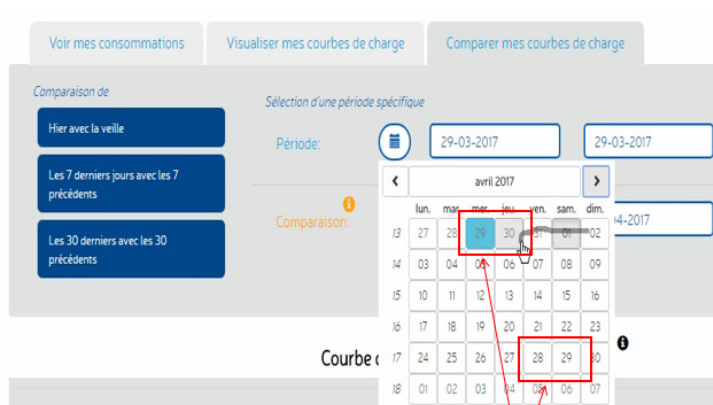 Voir mes consommations
Visualiser mes courbes de charge
Comparer mes courbes de charge
Comparaison de
Hier avec la veille
Les 7 derniers jours avec les 7
précédents
Les 30 derniers avec les 30
précédents
Sélection d'une période spécifique
Période:
29-03-2017
29-03-2017
Comparaison:
4-2017
avril 2017
lun. mar. mer. jeu. ven. sam. dim.
13 27 28 29 30 31 01 02
14 03 04 05 06 07 08 09
15 10 11 12 13 14 15 16
16 17 18 19 20 21 22 23
17 24 25 26 27 28 29 30
18 01 02 03 04 05 06 07
Courbe